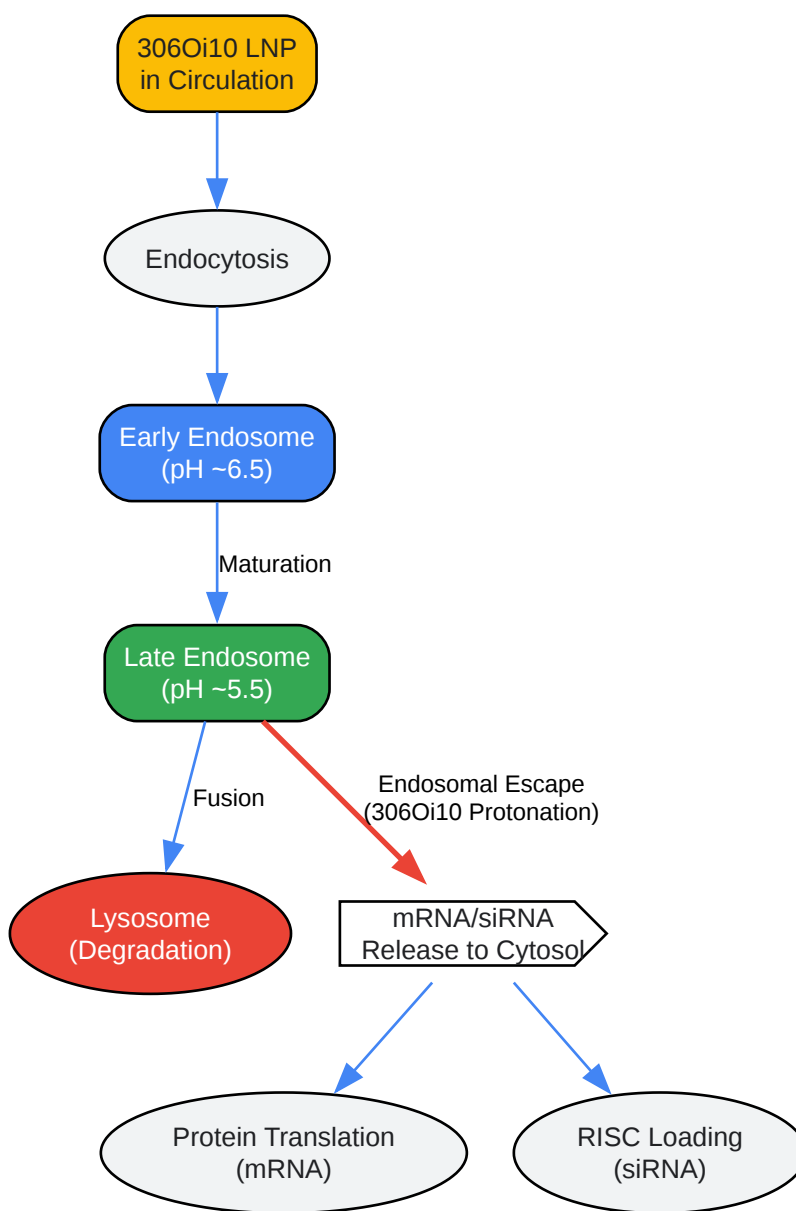 306Oi10 LNP
in Circulation
Endocytosis
Early Endosome
(pH ~6.5)
Maturation
Late Endosome
(pH ~5.5)
Fusion
Endosomal Escape
(306Oi10 Protonation)
Lysosome
(Degradation)
mRNA/siRNA
Release to Cytosol
Protein Translation
(mRNA)
RISC Loading
(siRNA)